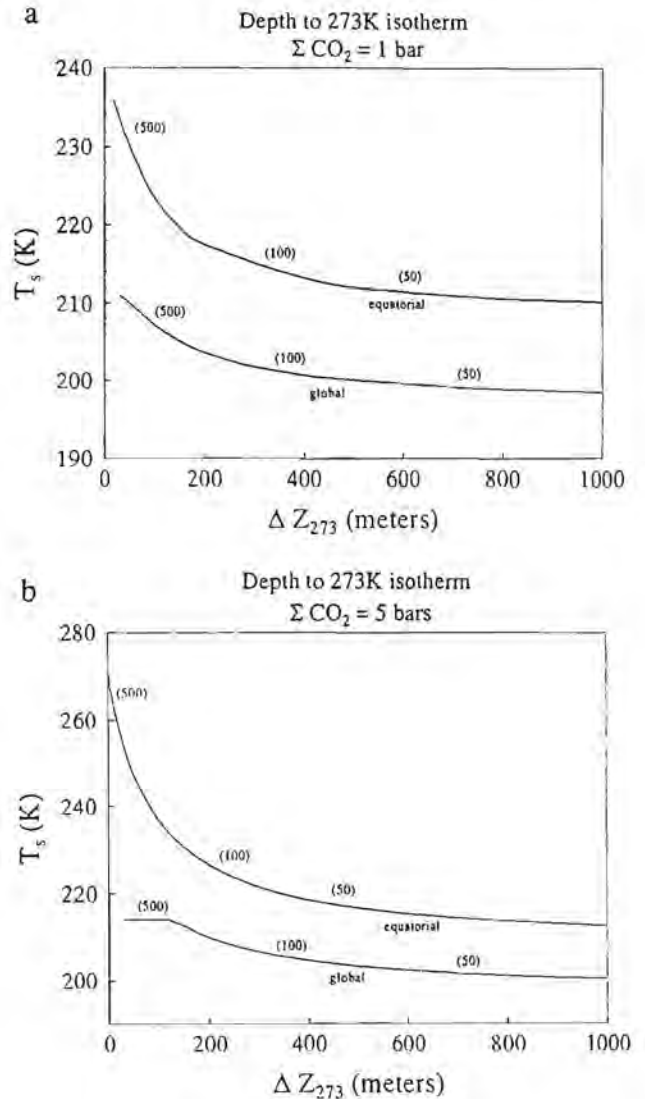 a
Depth to 273K isotherm
Σ CO₂ = 1 bar
240
230
220
210
200
190
T_s (K)
(500)
(100)
(50)
equatorial
(500)
(100)
(50)
global
0
200
400
600
800
1000
Δ Z₂₇₃ (meters)
b
Depth to 273K isotherm
Σ CO₂ = 5 bars
280
260
240
220
200
T_s (K)
(500)
(100)
(50)
equatorial
(500)
(100)
(50)
global
0
200
400
600
800
1000
Δ Z₂₇₃ (meters)